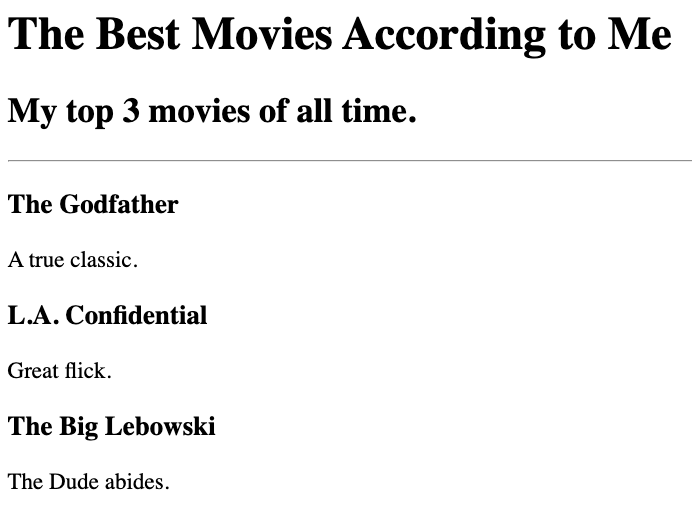 The Best Movies According to Me
My top 3 movies of all time.
The Godfather
A true classic.
L.A. Confidential
Great flick.
The Big Lebowski
The Dude abides.